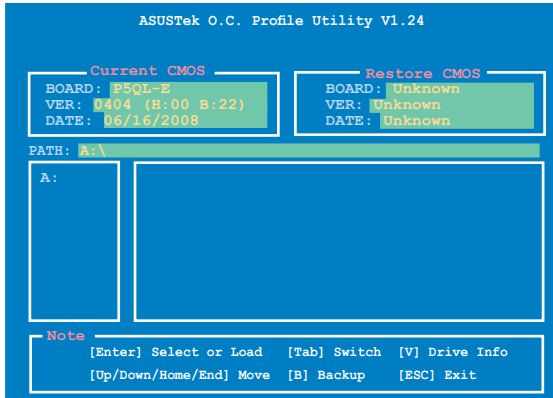 ASUSTek O.C. Profile Utility V1.24
Current CMOS
BOARD: P5QL-E
VER: 0404 (H:00 B:22)
DATE: 06/16/2008
Restore CMOS
BOARD: Unknown
VER: Unknown
DATE: Unknown
PATH: A:\
A:
Note
[Enter] Select or Load [Tab] Switch [V] Drive Info
[Up/Down/Home/End] Move [B] Backup [ESC] Exit